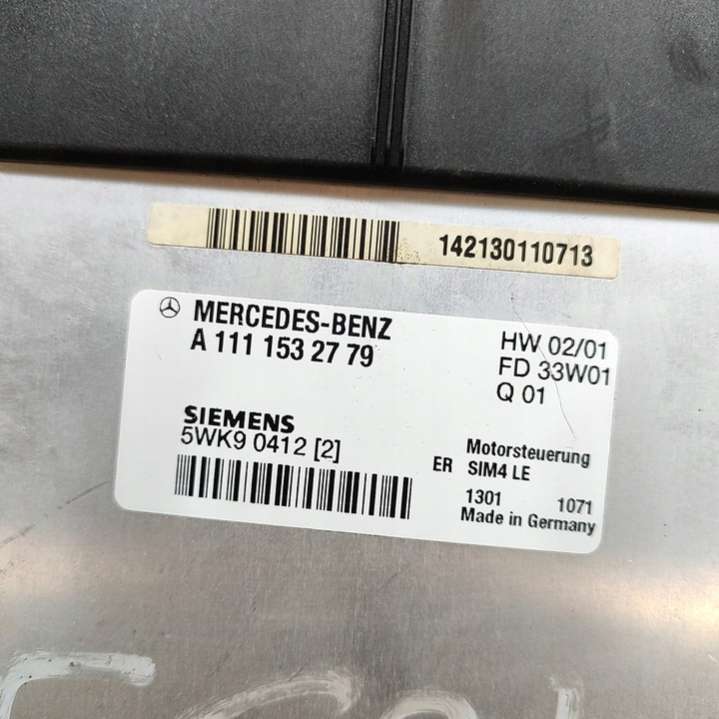 142130110713
MERCEDES-BENZ
A 111 153 27 79
HW 02/01
FD 33W01
Q 01
SIEMENS
5WK9 0412 [2]
Motorsteuerung
ER SIM4 LE
1301 1071
Made in Germany